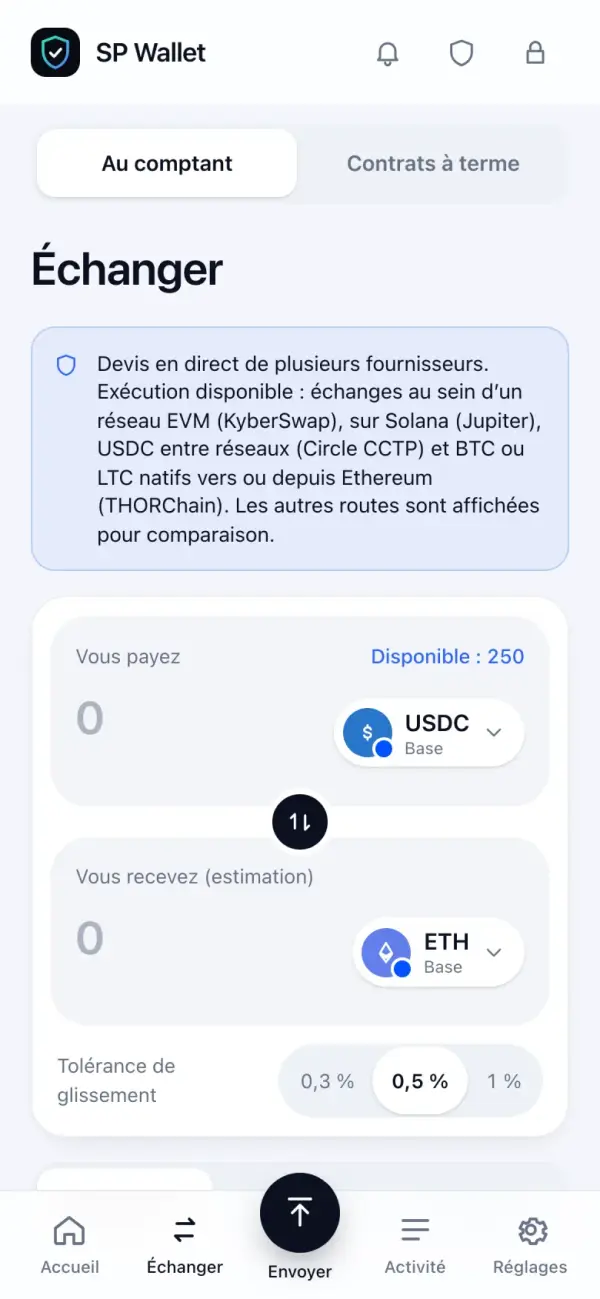 SP Wallet
Au comptant
Contrats à terme
Échanger
Devis en direct de plusieurs fournisseurs.
Exécution disponible : échanges au sein d’un
réseau EVM (KyberSwap), sur Solana (Jupiter),
USDC entre réseaux (Circle CCTP) et BTC ou
LTC natifs vers ou depuis Ethereum
(THORChain). Les autres routes sont affichées
pour comparaison.
Vous payez
Disponible : 250
0
$
USDC
Base
Vous recevez (estimation)
0
ETH
Base
Tolérance de
glissement
0,3 %
0,5 %
1 %
Accueil
Échanger
Envoyer
Activité
Réglages